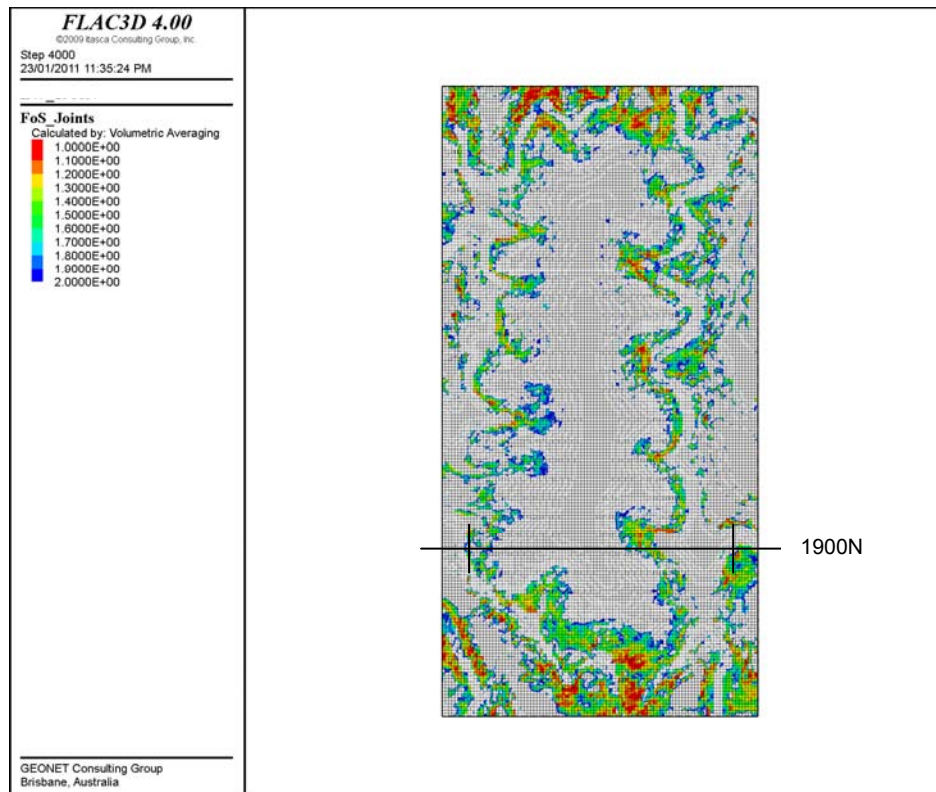 FLAC3D 4.00
©2009 Itasca Consulting Group, Inc.
Step 4000
23/01/2011 11:35:24 PM
FoS_Joints
Calculated by: Volumetric Averaging
1.0000E+00
1.1000E+00
1.2000E+00
1.3000E+00
1.4000E+00
1.5000E+00
1.6000E+00
1.7000E+00
1.8000E+00
1.0000E+00
2.0000E+00
1900N
GEONET Consulting Group
Brisbane, Australia